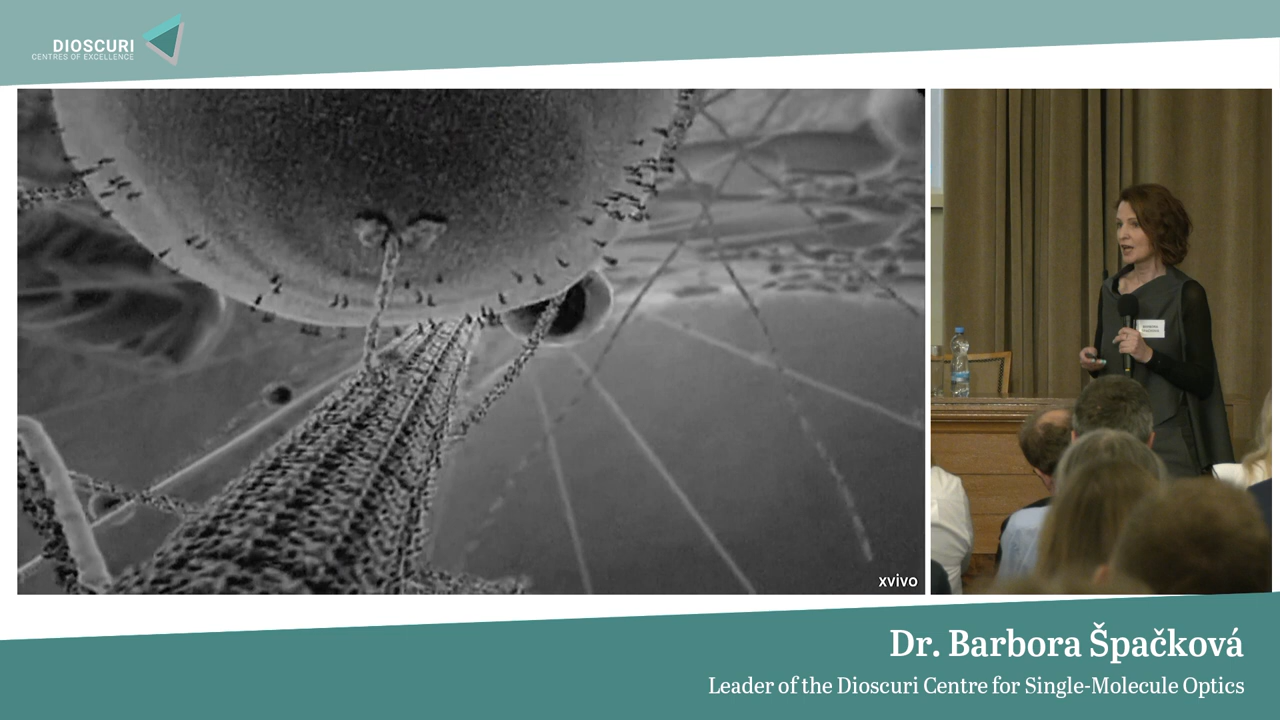 DIOSCURI
CENTRES OF EXCELLENCE
xvivo
Dr. Barbora Špačková
Leader of the Dioscuri Centre for Single-Molecule Optics